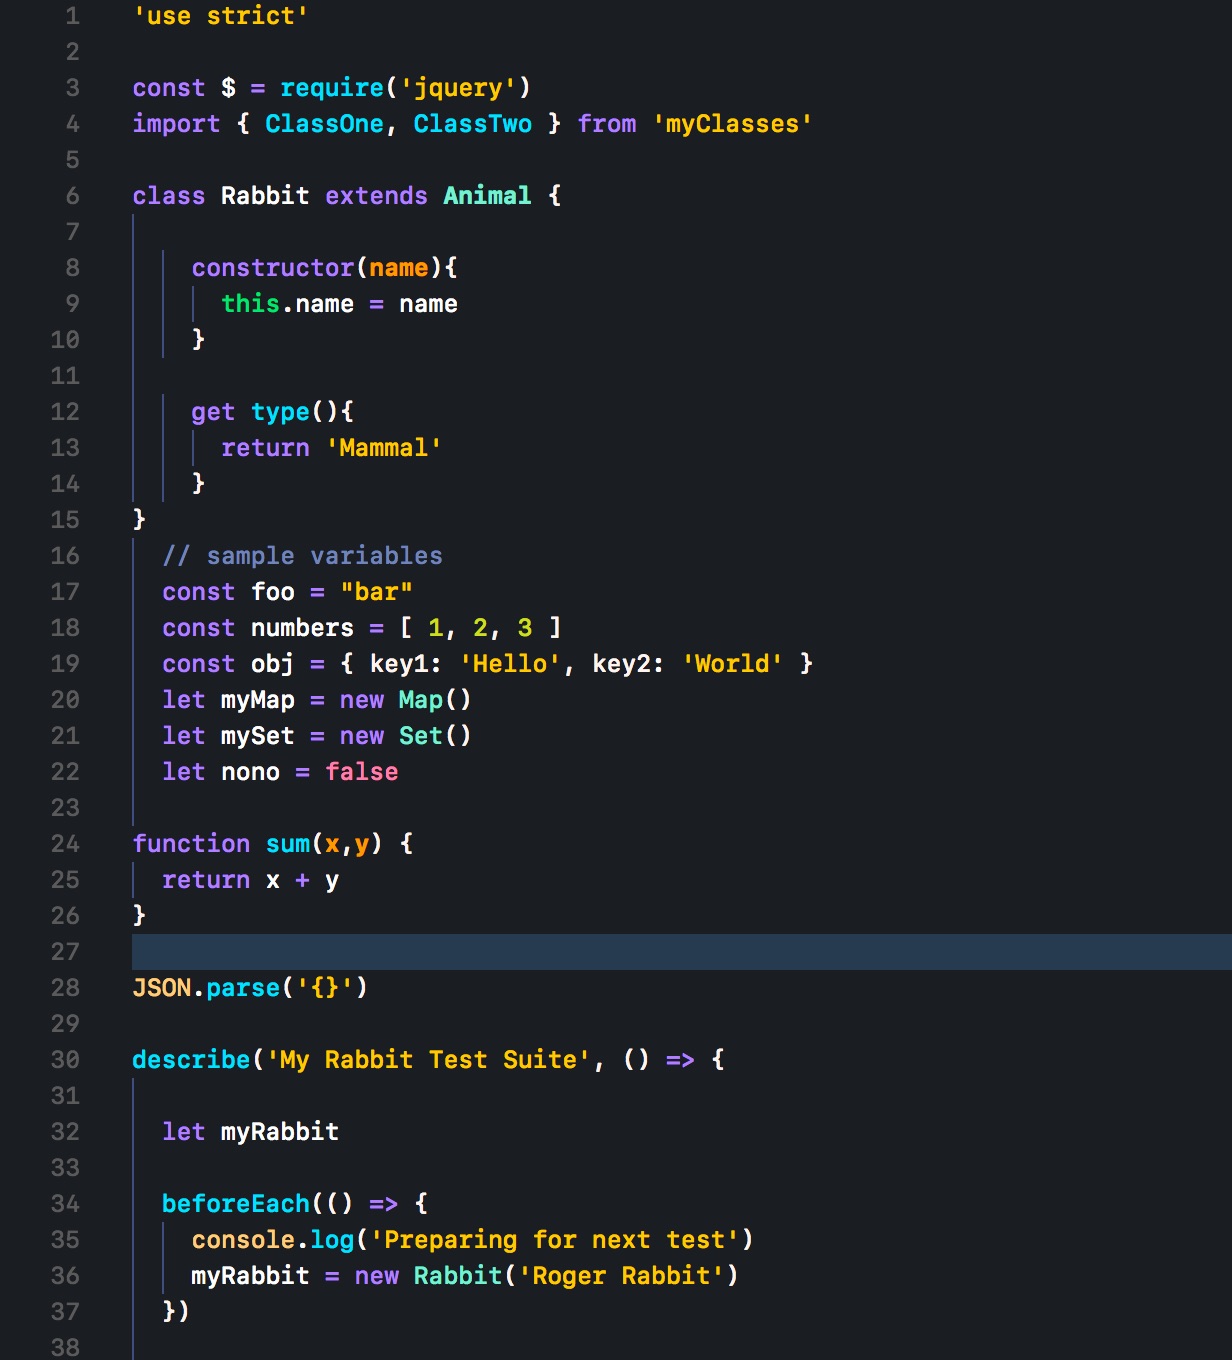 1 'use strict'
2
3 const $ = require('jquery')
4 import { ClassOne, ClassTwo } from 'myClasses'
5
6 class Rabbit extends Animal {
7
8     constructor(name){
9       this.name = name
10     }
11
12     get type(){
13       return 'Mammal'
14     }
15 }
16   // sample variables
17   const foo = "bar"
18   const numbers = [ 1, 2, 3 ]
19   const obj = { key1: 'Hello', key2: 'World' }
20   let myMap = new Map()
21   let mySet = new Set()
22   let nono = false
23
24 function sum(x,y) {
25   return x + y
26 }
27
28 JSON.parse('{}')
29
30 describe('My Rabbit Test Suite', () => {
31
32   let myRabbit
33
34   beforeEach(() => {
35     console.log('Preparing for next test')
36     myRabbit = new Rabbit('Roger Rabbit')
37   })
38